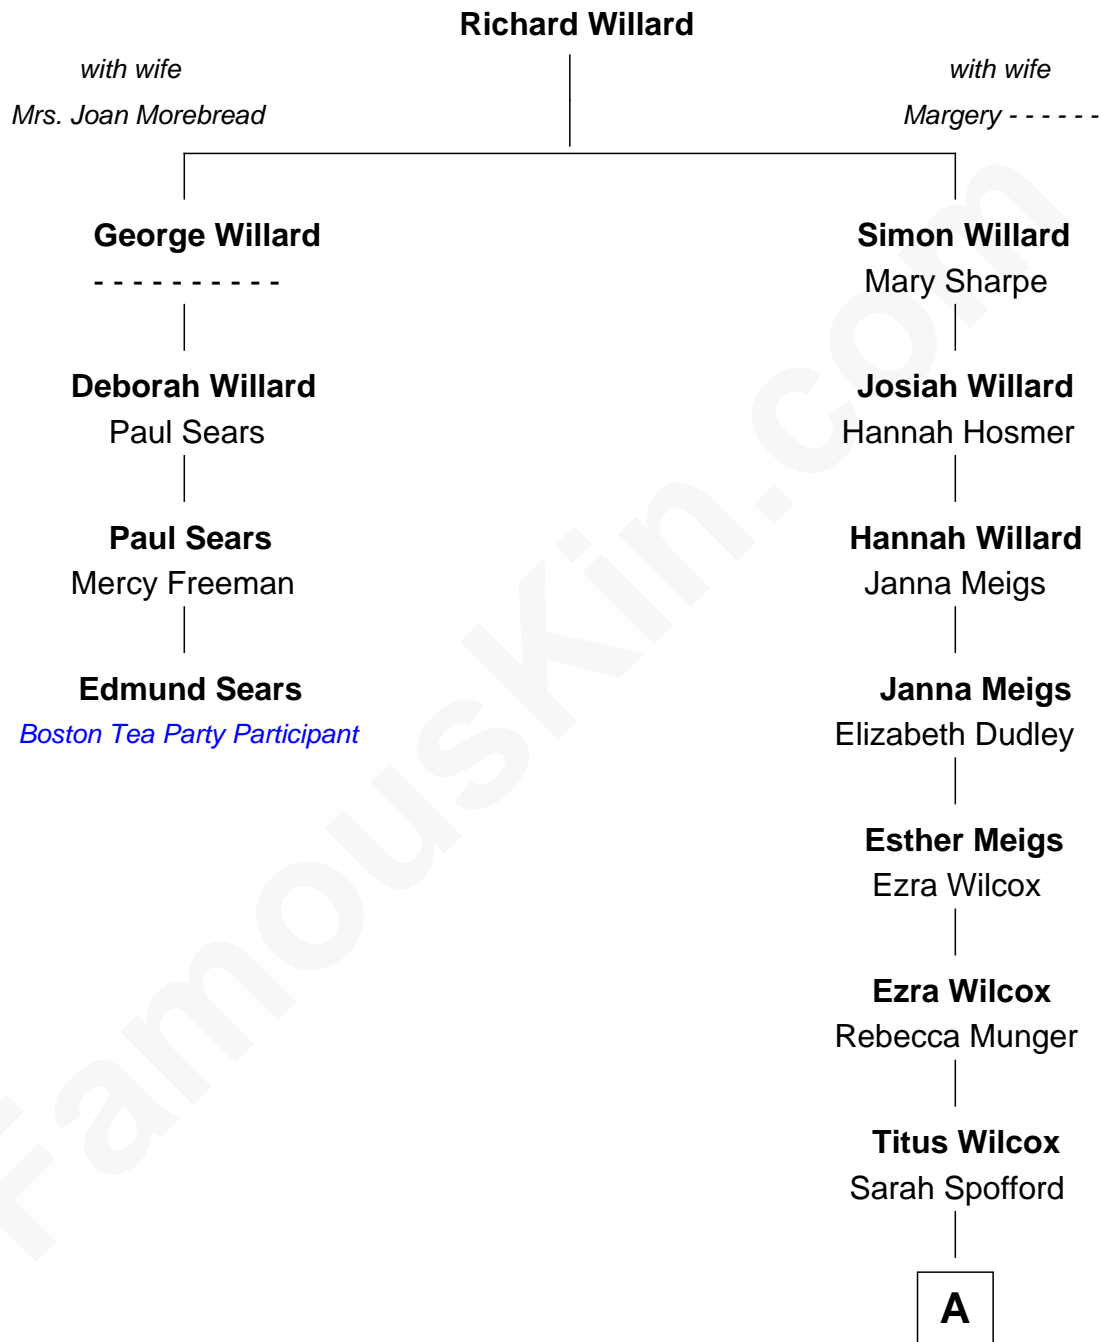 Richard Willard
with wife
Mrs. Joan Morebread
with wife
Margery - - - - - -
George Willard
- - - - - - - - - -
Simon Willard
Mary Sharpe
Deborah Willard
Paul Sears
Josiah Willard
Hannah Hosmer
Paul Sears
Mercy Freeman
Hannah Willard
Janna Meigs
Edmund Sears
Boston Tea Party Participant
Janna Meigs
Elizabeth Dudley
Esther Meigs
Ezra Wilcox
Ezra Wilcox
Rebecca Munger
Titus Wilcox
Sarah Spofford
A
FamousKin.com